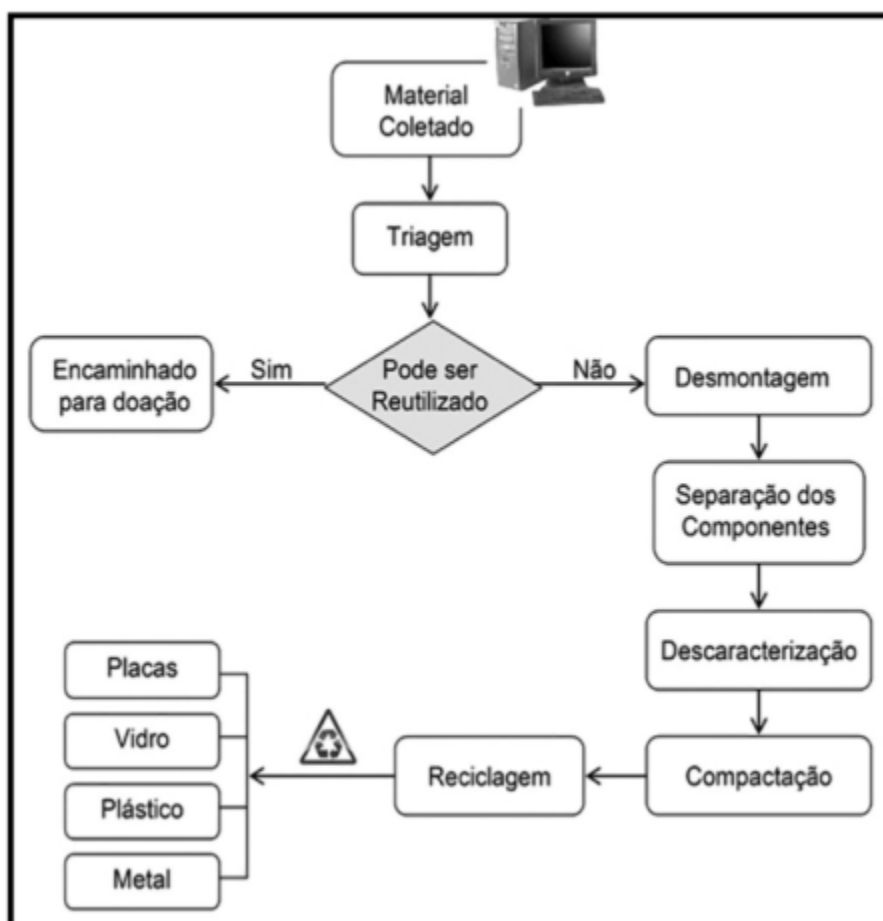 Material
Coletado
Triagem
Encaminhado
para doação
Sim
Pode ser
Reutilizado
Não
Desmontagem
Separação dos
Componentes
Descaracterização
Compactação
Reciclagem
Placas
Vidro
Plástico
Metal